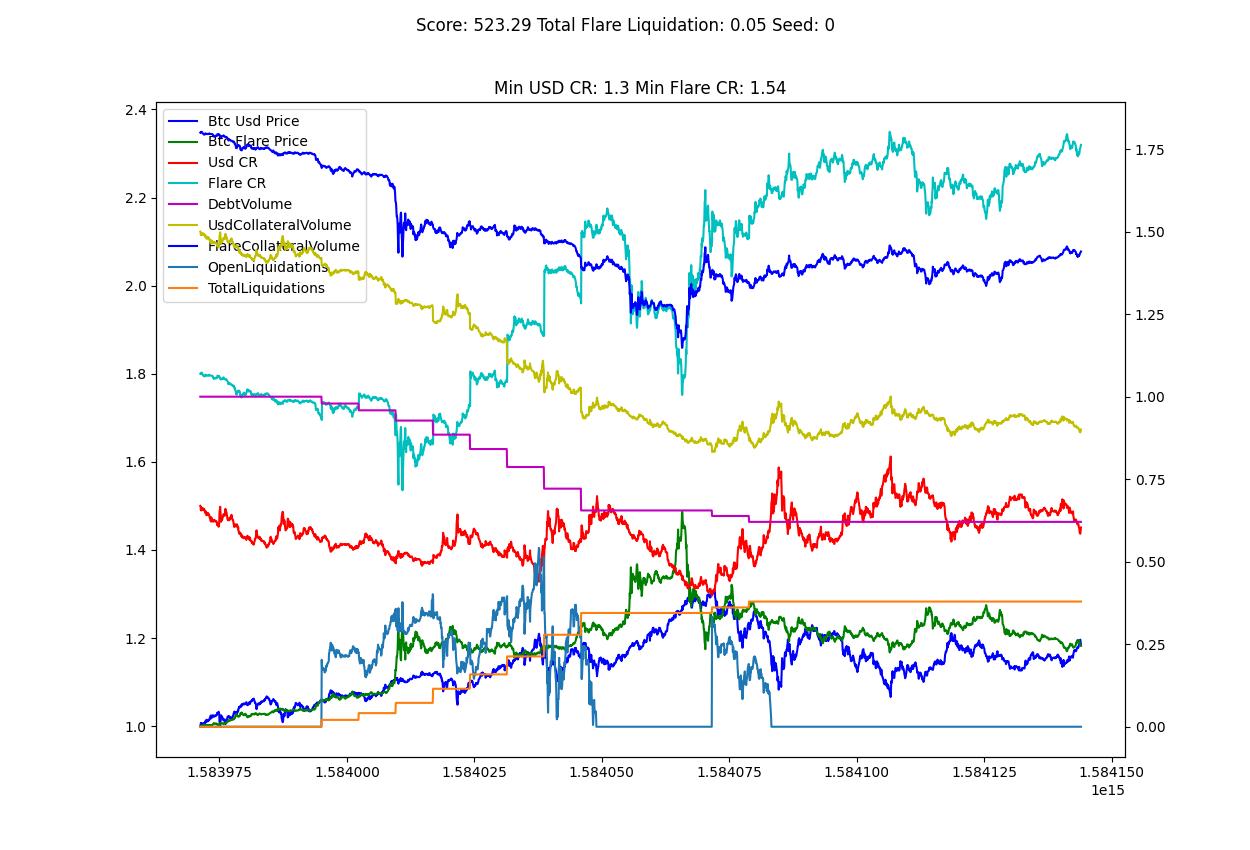 Score: 523.29 Total Flare Liquidation: 0.05 Seed: 0
Min USD CR: 1.3 Min Flare CR: 1.54
Btc Usd Price
Btc Flare Price
Usd CR
Flare CR
DebtVolume
UsdCollateralVolume
FlareCollateralVolume
OpenLiquidations
TotalLiquidations
2.4
2.2
2.0
1.8
1.6
1.4
1.2
1.0
1.75
1.50
1.25
1.00
0.75
0.50
0.25
0.00
1.583975 1.584000 1.584025 1.584050 1.584075 1.584100 1.584125 1.584150
1e15